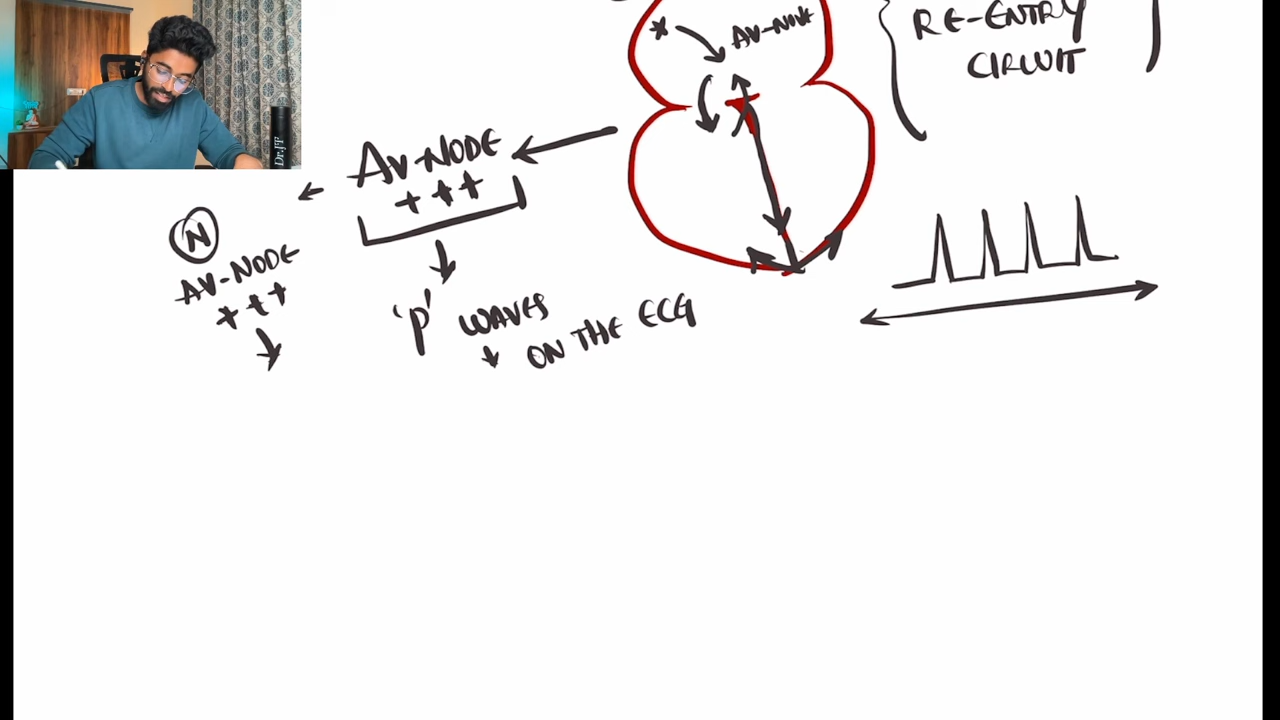 * AV-NODE
RE-ENTRY
CIRCUIT
AV-NODE
+ + +
N
AV-NODE
+ + +
'P' WAVES
ON THE ECG
Dr.JT